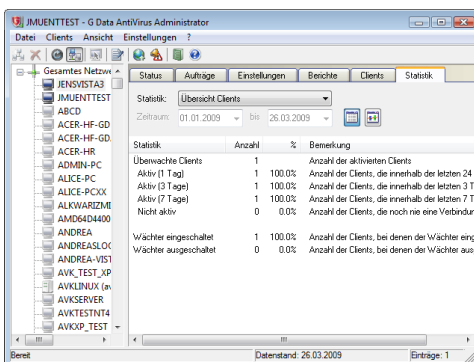 JMUENTTEST - G Data AntiVirus Administrator
Datei Clients Ansicht Einstellungen ?
Gesamtes Netzwe
JENSVISTA3
JMUENTTEST
ABCD
ACER-HF-GD
ACER-HF-GD.
ACER-HR
ADMIN-PC
ALICE-PC
ALICE-PCXX
ALKWARIZMI
AMD64D4400
ANDREA
ANDREASLOC
ANDREA-VIST
AVK_TEST_XP
AVKLINUX (av
AVKSERVER
AVKTESTNT4
AVKXP_TEST
Status Aufträge Einstellungen Berichte Clients Statistik
Statistik: Übersicht Clients
Zeitraum: 01.01.2009 bis 26.03.2009
Statistik Anzahl % Bemerkung
Überwachte Clients 1 Anzahl der aktivierten Clients
Aktiv (1 Tag) 1 100.0% Anzahl der Clients, die innerhalb der letzten 24
Aktiv (3 Tage) 1 100.0% Anzahl der Clients, die innerhalb der letzten 3 T
Aktiv (7 Tage) 1 100.0% Anzahl der Clients, die innerhalb der letzten 7 T
Nicht aktiv 0 0.0% Anzahl der Clients, die noch nie eine Verbindur
Wächter eingeschaltet 1 100.0% Anzahl der Clients, bei denen der Wächter eing
Wächter ausgeschaltet 0 0.0% Anzahl der Clients, bei denen der Wächter aus
Bereit Datenstand: 26.03.2009 Einträge: 1